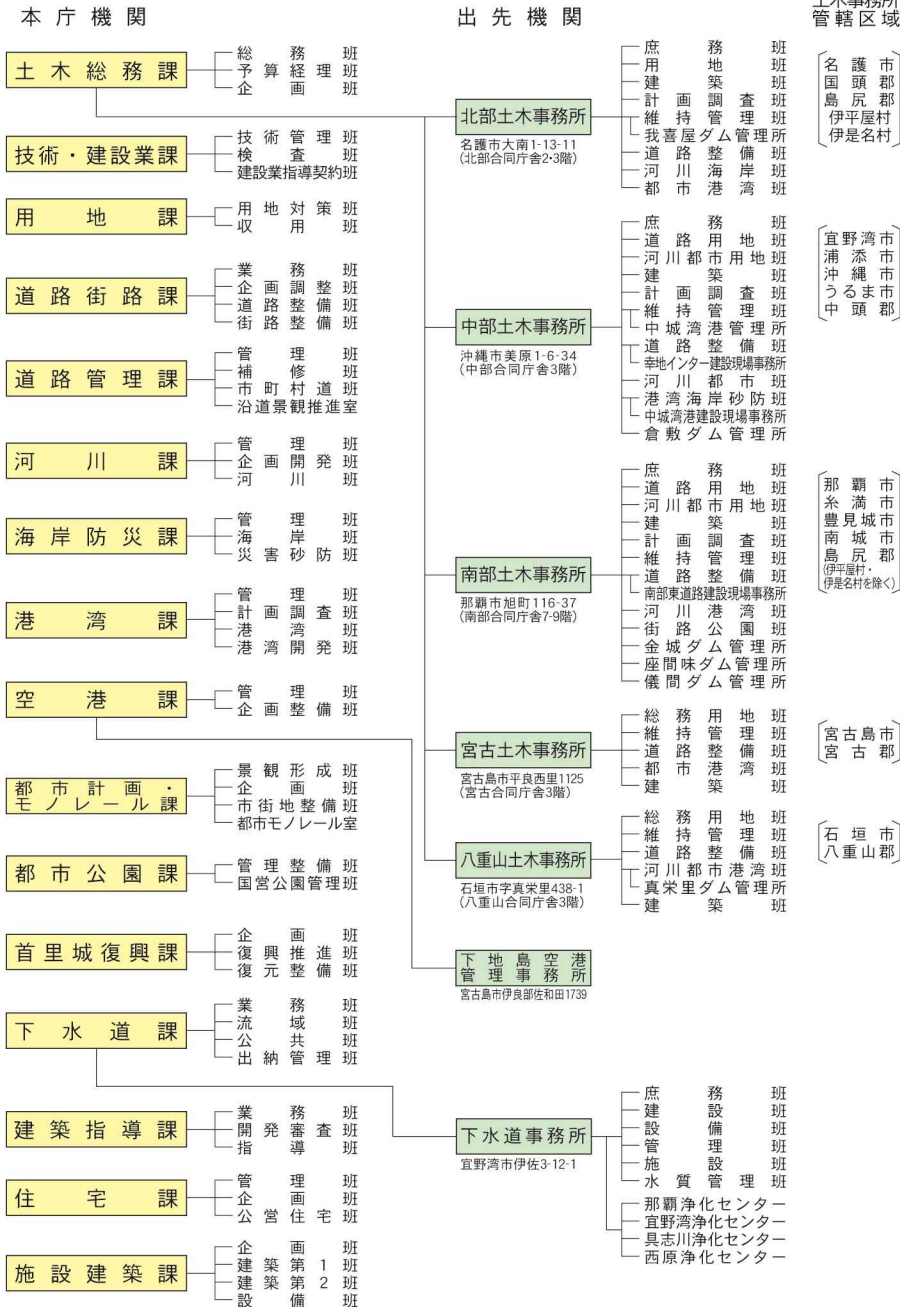 本庁機関
土木総務課
総務班
予算経理班
企画班
技術・建設業課
技術管理班
検査班
建設業指導契約班
用地課
用地対策班
収用班
道路街路課
業務班
企画調整班
道路整備班
街路整備班
道路管理課
管理班
補修班
市町村道班
沿道景観推進室
河川課
管理班
企画開発班
河川班
海岸防災課
管理班
海岸班
災害砂防班
港湾課
管理班
計画調査班
港湾班
港湾開発班
空港課
管理班
企画整備班
都市計画・
モノレール課
景観形成班
企画班
市街地整備班
都市モノレール室
都市公園課
管理整備班
国営公園管理班
首里城復興課
企画班
復興推進班
復元整備班
下水道課
業務班
流域班
公共班
出納管理班
建築指導課
業務班
開発審査班
指導班
住宅課
管理班
企画班
公営住宅班
施設建築課
企画班
建築第1班
建築第2班
設備班
出先機関
北部土木事務所
名護市大南1-13-11
(北部合同庁舎2・3階)
庶務班
用地班
建築班
計画調査班
維持管理班
我喜屋ダム管理所
道路整備班
河川海岸班
都市港湾班
中部土木事務所
沖縄市美原1-6-34
(中部合同庁舎3階)
庶務班
道路用地班
河川都市用地班
建築班
計画調査班
維持管理班
中城湾港管理所
道路整備班
幸地インター建設現場事務所
河川都市班
港湾海岸砂防班
中城湾港建設現場事務所
倉敷ダム管理所
南部土木事務所
那覇市旭町116-37
(南部合同庁舎7-9階)
庶務班
道路用地班
河川都市用地班
建築班
計画調査班
維持管理班
道路整備班
南部東道路建設現場事務所
河川港湾班
街路公園班
金城ダム管理所
座間味ダム管理所
儀間ダム管理所
宮古土木事務所
宮古島市平良西里1125
(宮古合同庁舎3階)
総務用地班
維持管理班
道路整備班
都市港湾班
建築班
八重山土木事務所
石垣市字真栄里438-1
(八重山合同庁舎3階)
総務用地班
維持管理班
道路整備班
河川都市港湾班
真栄里ダム管理所
建築班
下地島空港
管理事務所
宮古島市伊良部佐和田1739
下水道事務所
宜野湾市伊佐3-12-1
庶務班
建設班
設備班
管理班
施設班
水質管理班
那覇浄化センター
宜野湾浄化センター
具志川浄化センター
西原浄化センター
土木事務所
管轄区域
名護市
国頭郡
島尻郡
伊平屋村
伊是名村
宜野湾市
浦添市
沖縄市
うるま市
中頭郡
那覇市
糸満市
豊見城市
南城市
島尻郡
(伊平屋村・
伊是名村を除く)
宮古島市
宮古郡
石垣市
八重山郡